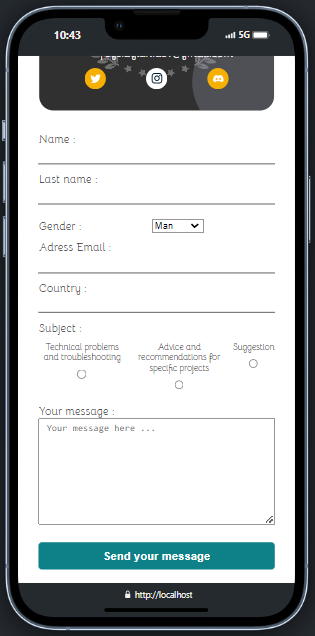 10:43
5G
Name :
Last name :
Gender :
Man
Adress Email :
Country :
Subject :
Technical problems
and troubleshooting
Advice and
recommendations for
specific projects
Suggestion
Your message :
Your message here ...
Send your message
http://localhost